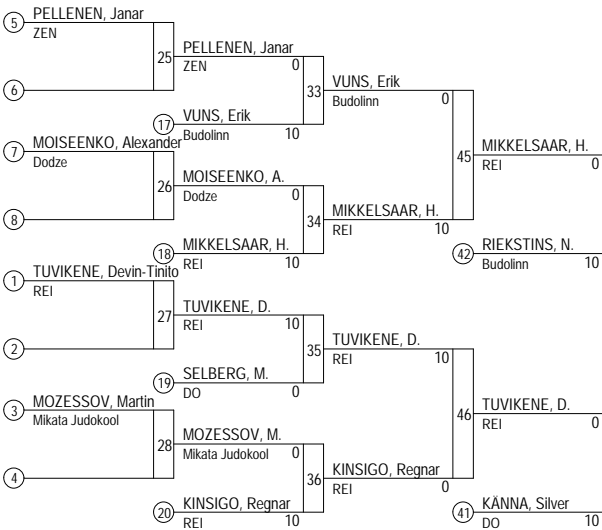 5 PELLENEN, Janar
ZEN
25
6
PELLENEN, Janar
ZEN 0
33
17 VUNS, Erik
Budolinn 10
VUNS, Erik
Budolinn 0
7 MOISEENKO, Alexander
Dodze
26
8
MOISEENKO, A.
Dodze 0
34
18 MIKKELSAAR, H.
REI 10
MIKKELSAAR, H.
REI 10
45
MIKKELSAAR, H.
REI 0
42 RIEKSTINS, N.
Budolinn 10
1 TUVIKENE, Devin-Tinito
REI
27
2
TUVIKENE, D.
REI 10
35
19 SELBERG, M.
DO 0
TUVIKENE, D.
REI 10
3 MOZESSOV, Martin
Mikata Judokool
28
4
MOZESSOV, M.
Mikata Judokool 0
36
20 KINSIGO, Regnar
REI 10
KINSIGO, Regnar
REI 0
46
TUVIKENE, D.
REI 0
41 KÄNNA, Silver
DO 10